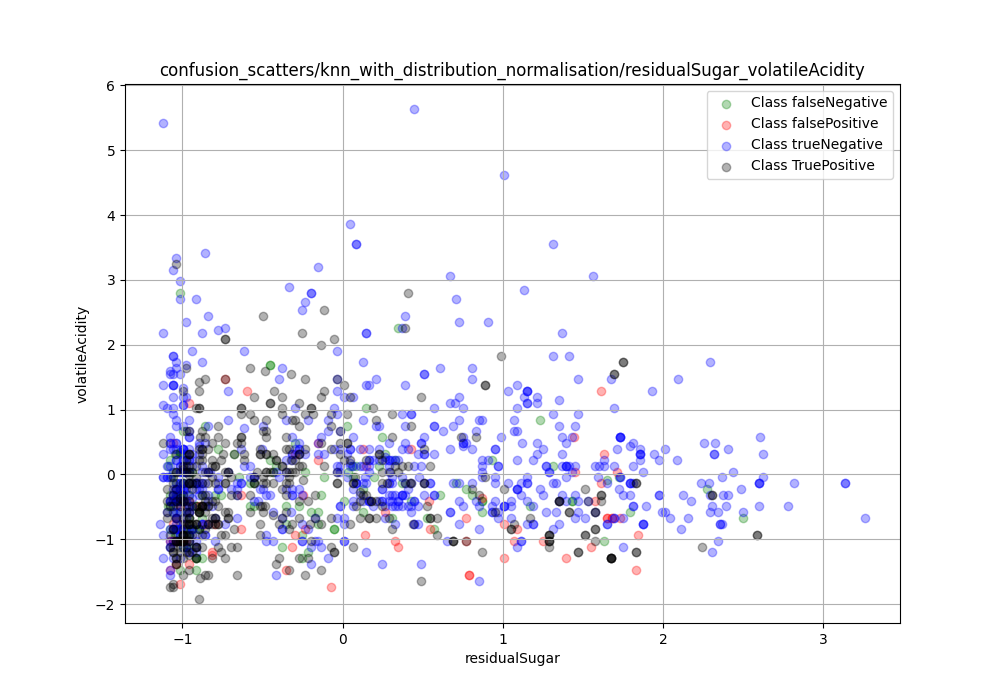 confusion_scatters/knn_with_distribution_normalisation/residualSugar_volatileAcidity
Class falseNegative
Class falsePositive
Class trueNegative
Class TruePositive
6
5
4
3
2
1
0
−1
−2
volatileAcidity
−1 0 1 2 3
residualSugar